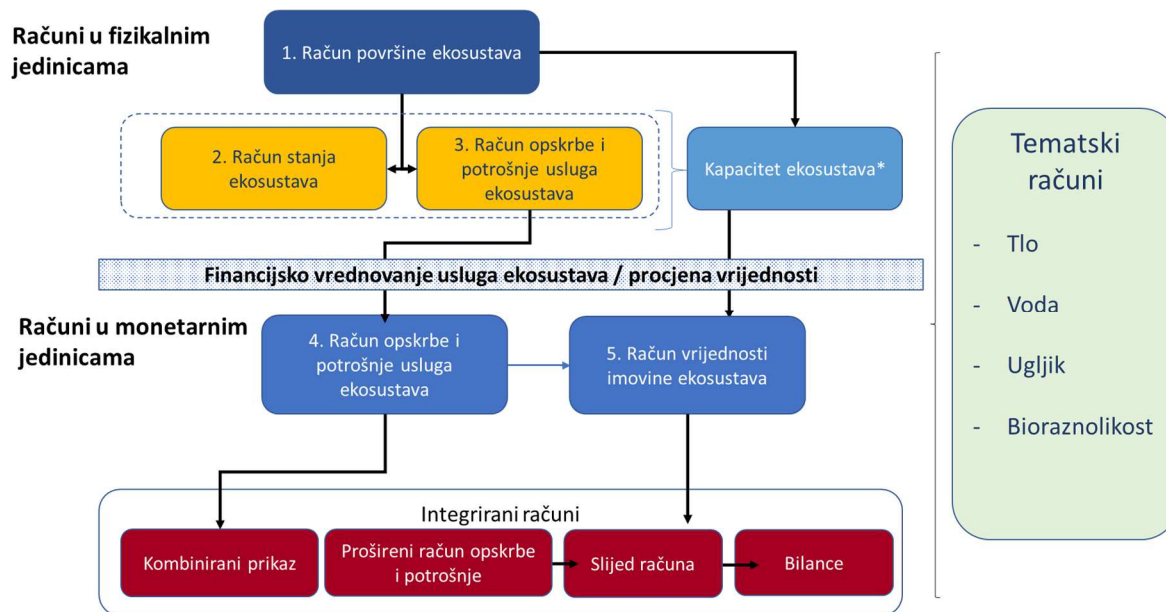 Računi u fizikalnim
jedinicama
1. Račun površine
ekosustava
2. Račun stanja
ekosustava
3. Račun opskrbe i
potrošnje usluga
ekosustava
Kapacitet ekosustava*
Financijsko vrednovanje usluga ekosustava / procjena vrijednosti
Računi u monetarnim
jedinicama
4. Račun opskrbe i
potrošnje usluga
ekosustava
5. Račun vrijednosti
imovine ekosustava
Integrirani računi
Kombinirani prikaz
Prošireni račun opskrbe
i potrošnje
Slijed računa
Bilance
Tematski
računi
- Tlo
- Voda
- Ugljik
- Bioraznolikost